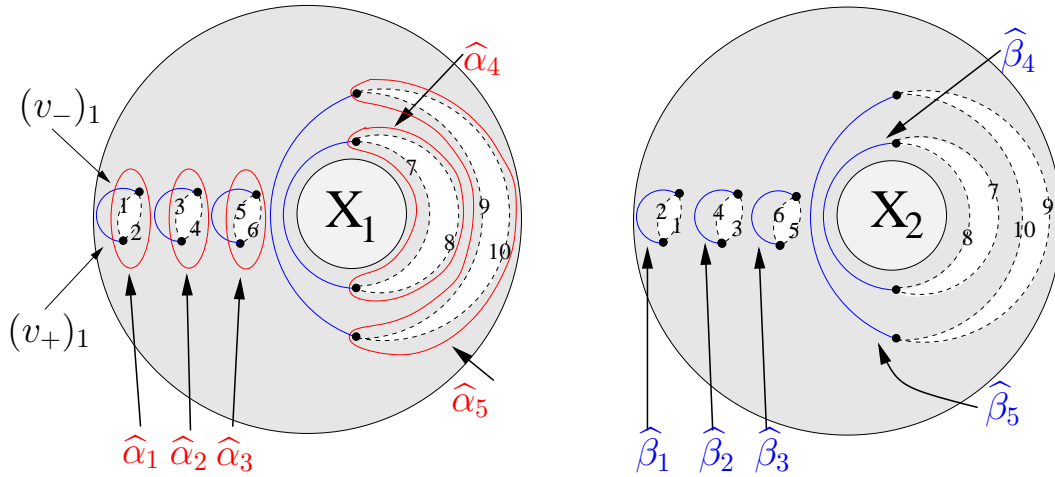 α̂₄
β̂₄
(v₋)₁
1 3 5 7
2 4 6 8 9 10
X₁
2 4 6 7 9
1 3 5 8 10
X₂
(v₊)₁
α̂₅
β̂₅
α̂₁ α̂₂ α̂₃
β̂₁ β̂₂ β̂₃